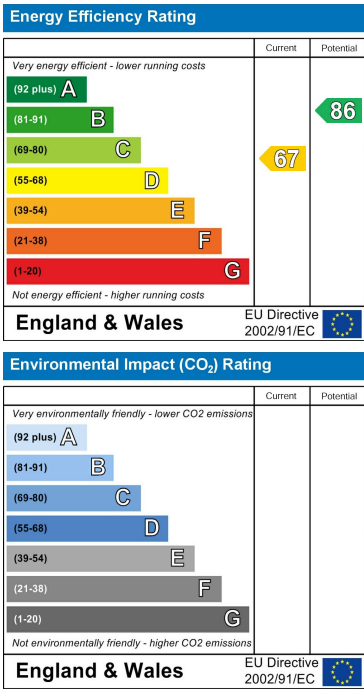 Energy Efficiency Rating
Current Potential
Very energy efficient - lower running costs
(92 plus) A
(81-91) B
86
(69-80) C
67
(55-68) D
(39-54) E
(21-38) F
(1-20) G
Not energy efficient - higher running costs
England & Wales
EU Directive
2002/91/EC
Environmental Impact (CO₂) Rating
Current Potential
Very environmentally friendly - lower CO2 emissions
(92 plus) A
(81-91) B
(69-80) C
(55-68) D
(39-54) E
(21-38) F
(1-20) G
Not environmentally friendly - higher CO2 emissions
England & Wales
EU Directive
2002/91/EC